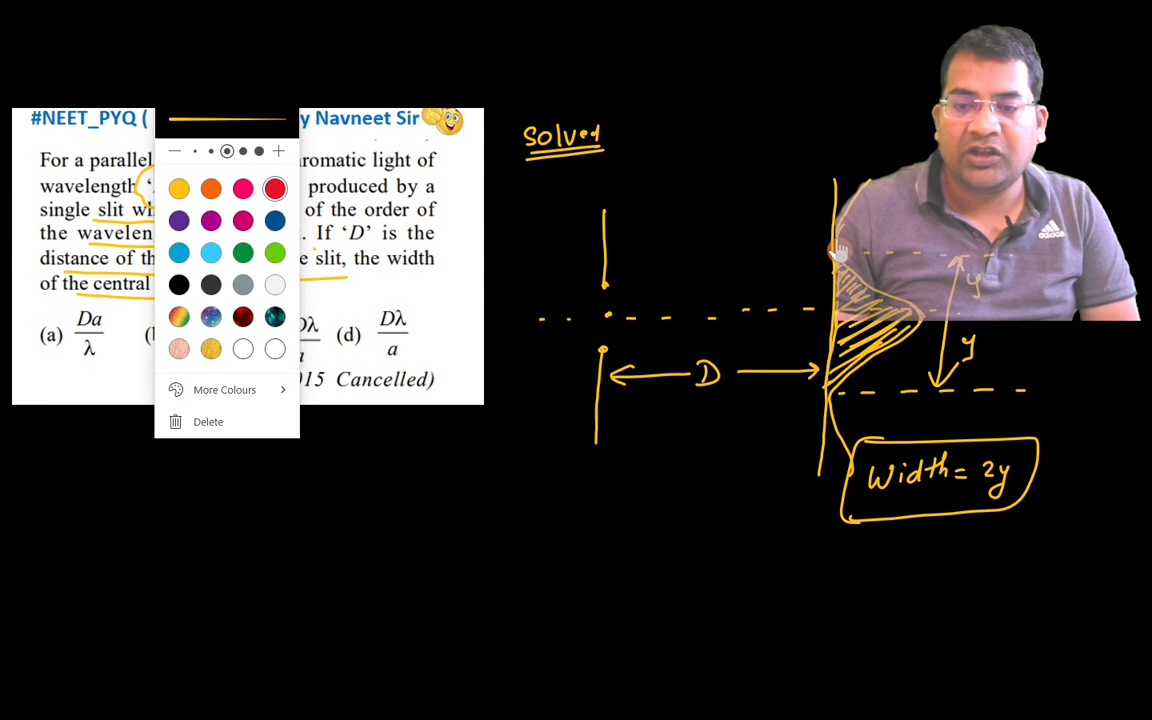 #NEET_PYQ ( y Navneet Sir
For a parallel romatic light of
wavelength ‘ produced by a
single slit wh of the order of
the wavelen . If ‘D’ is the
distance of th e slit, the width
of the central
(a) Da/λ (b Dλ/a (d) Dλ/a
015 Cancelled)
More Colours
Delete
Solved
adidas
y
y
D
Width = 2y